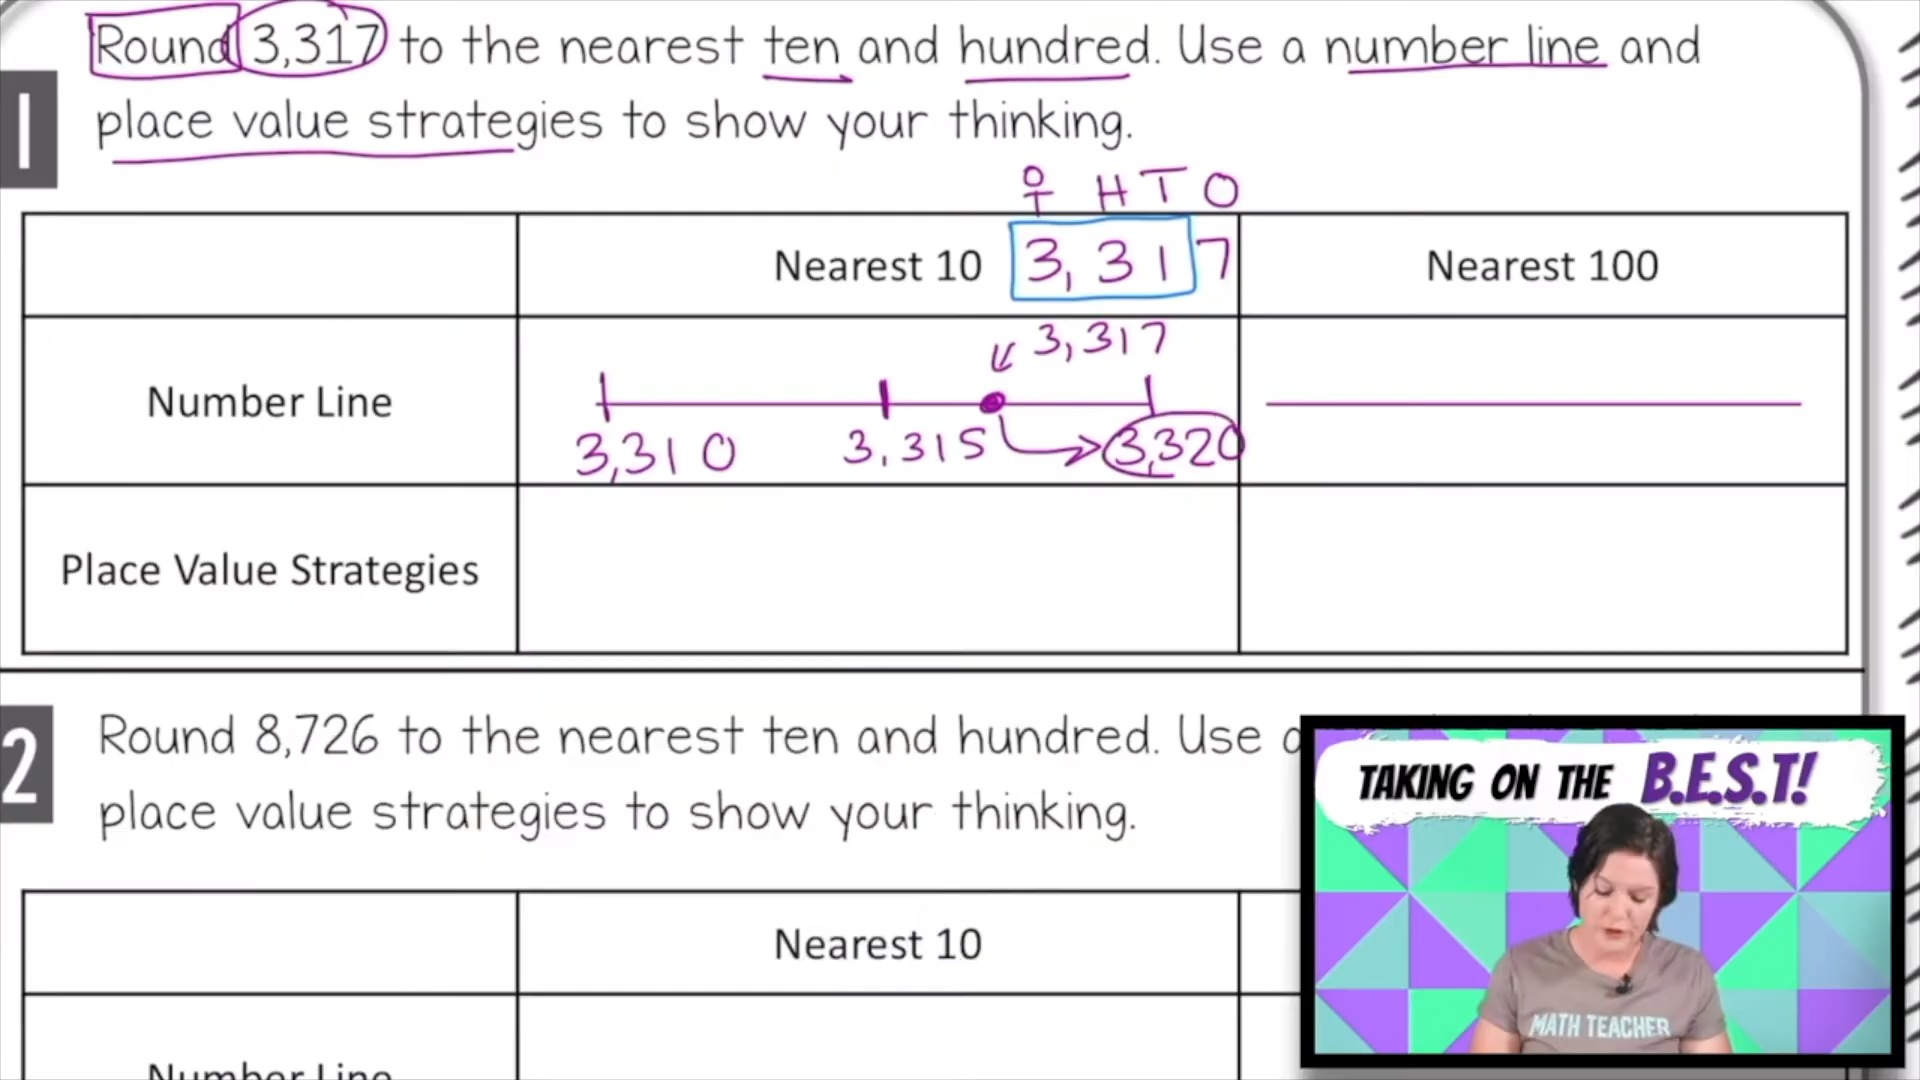 Round 3,317 to the nearest ten and hundred. Use a number line and
1
place value strategies to show your thinking.
T H T O
Nearest 10 3,317 Nearest 100
3,317
Number Line
3,310 3,315 3,320
Place Value Strategies
2
Round 8,726 to the nearest ten and hundred. Use a
place value strategies to show your thinking.
TAKING ON THE B.E.S.T!
Nearest 10
MATH TEACHER
Number Line